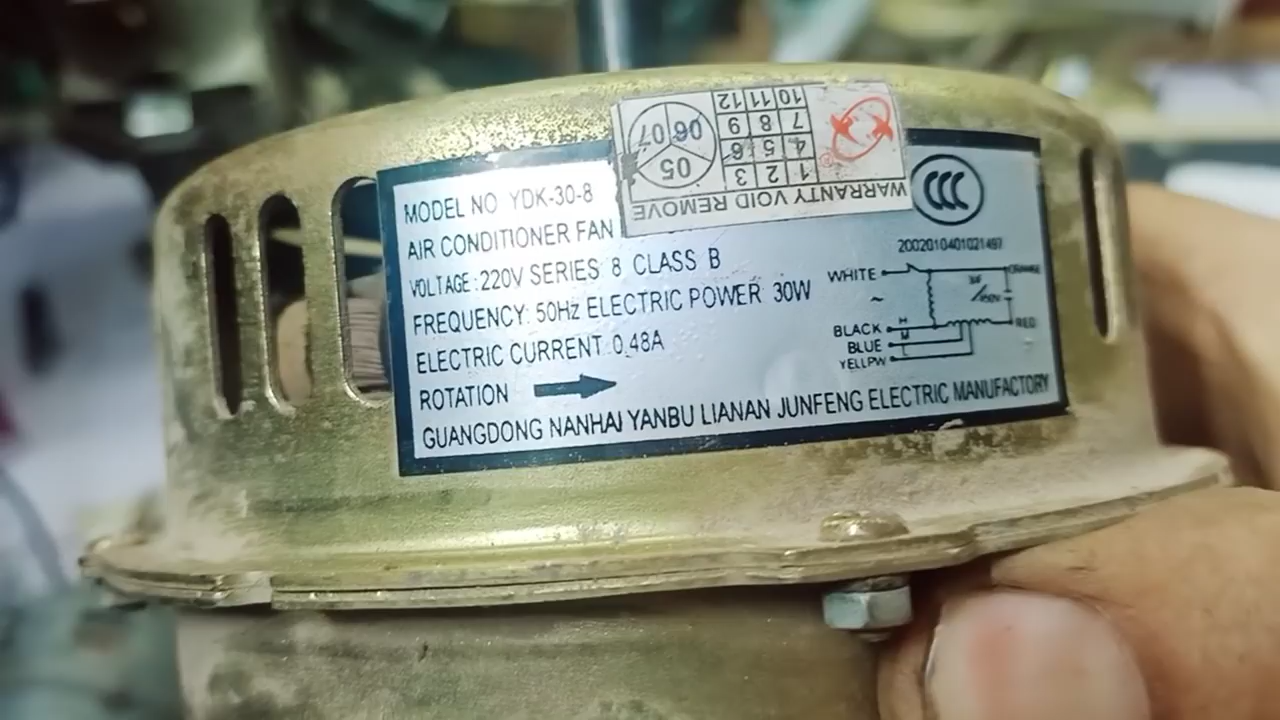 MODEL NO YDK-30-8
AIR CONDITIONER FAN
VOLTAGE:220V SERIES 8 CLASS B
FREQUENCY: 50Hz ELECTRIC POWER 30W
ELECTRIC CURRENT 0.48A
ROTATION
GUANGDONG NANHAI YANBU LIANAN JUNFENG ELECTRIC MANUFACTORY
WARRANTY VOID REMOVE
1 2 3
4 5 6
7 8 9
10 11 12
05
06 07
CCC
2002010401021497
WHITE
ORANGE
~
BLACK
RED
BLUE
YELLPW